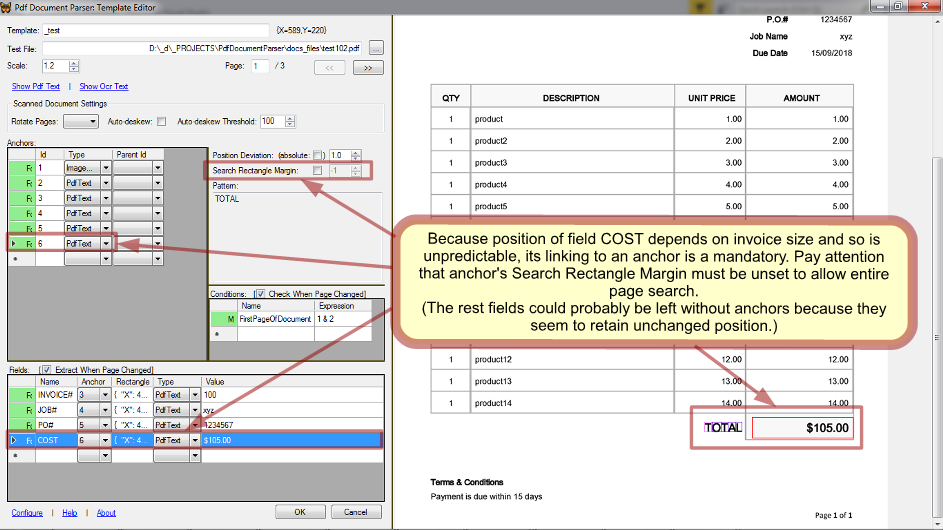 Pdf Document Parser: Template Editor
Template: _test {X=589,Y=220}
Test File: D:\_d\_PROJECTS\PdfDocumentParser\docs_files\test102.pdf ...
Scale: 1.2 Page: 1 / 3 << >>
Show Pdf Text | Show Ocr Text
Scanned Document Settings
Rotate Pages: Auto-deskew: Auto-deskew Threshold: 100
Anchors:
Id Type Parent Id
1 Image...
2 PdfText
3 PdfText
4 PdfText
5 PdfText
6 PdfText
Position Deviation: (absolute: ) 1.0
Search Rectangle Margin: -1
Pattern:
TOTAL
Conditions: [ Check When Page Changed]
Name Expression
M FirstPageOfDocument 1 & 2
Fields: [ Extract When Page Changed]
Name Anchor Rectangle Type Value
INVOICE# 3 { "X": 4... PdfText 100
JOB# 4 { "X": 4... PdfText xyz
PO# 5 { "X": 4... PdfText 1234567
COST 6 { "X": 4... PdfText $105.00
Configure | Help | About OK Cancel
P.O.# 1234567
Job Name xyz
Due Date 15/09/2018
QTY DESCRIPTION UNIT PRICE AMOUNT
1 product 1.00 1.00
1 product2 2.00 2.00
1 product3 3.00 3.00
1 product4 4.00 4.00
1 product5 5.00 5.00
Because position of field COST depends on invoice size and so is
unpredictable, its linking to an anchor is a mandatory. Pay attention
that anchor's Search Rectangle Margin must be unset to allow entire
page search.
(The rest fields could probably be left without anchors because they
seem to retain unchanged position.)
1 product12 12.00 12.00
1 product13 13.00 13.00
1 product14 14.00 14.00
TOTAL $105.00
Terms & Conditions
Payment is due within 15 days
Page 1 of 1